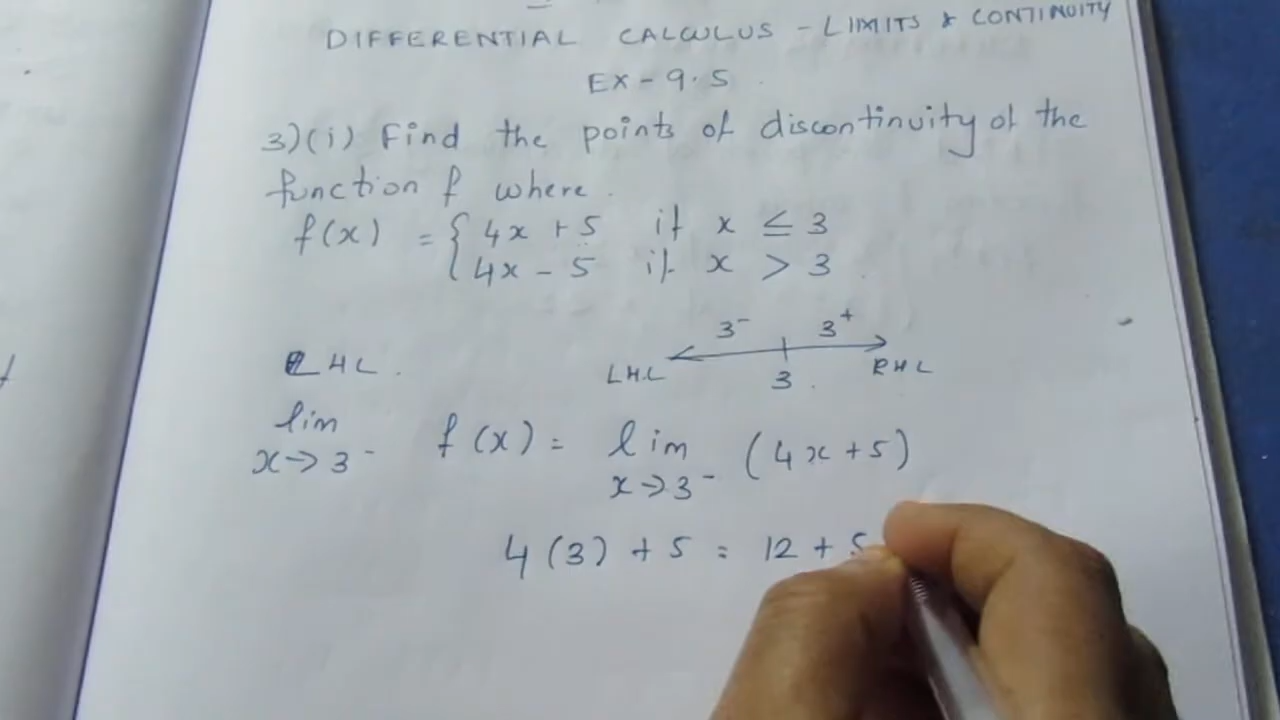 DIFFERENTIAL CALCULUS - LIMITS & CONTINUITY
EX - 9.5
3)(i) Find the points of discontinuity of the
function f where.
f(x) = { 4x + 5 if x ≤ 3
4x - 5 if x > 3
3⁻ 3⁺
LHL.
LHL 3. RHL
lim f(x) = lim (4x + 5)
x→3⁻ x→3⁻
4(3) + 5 = 12 + 5